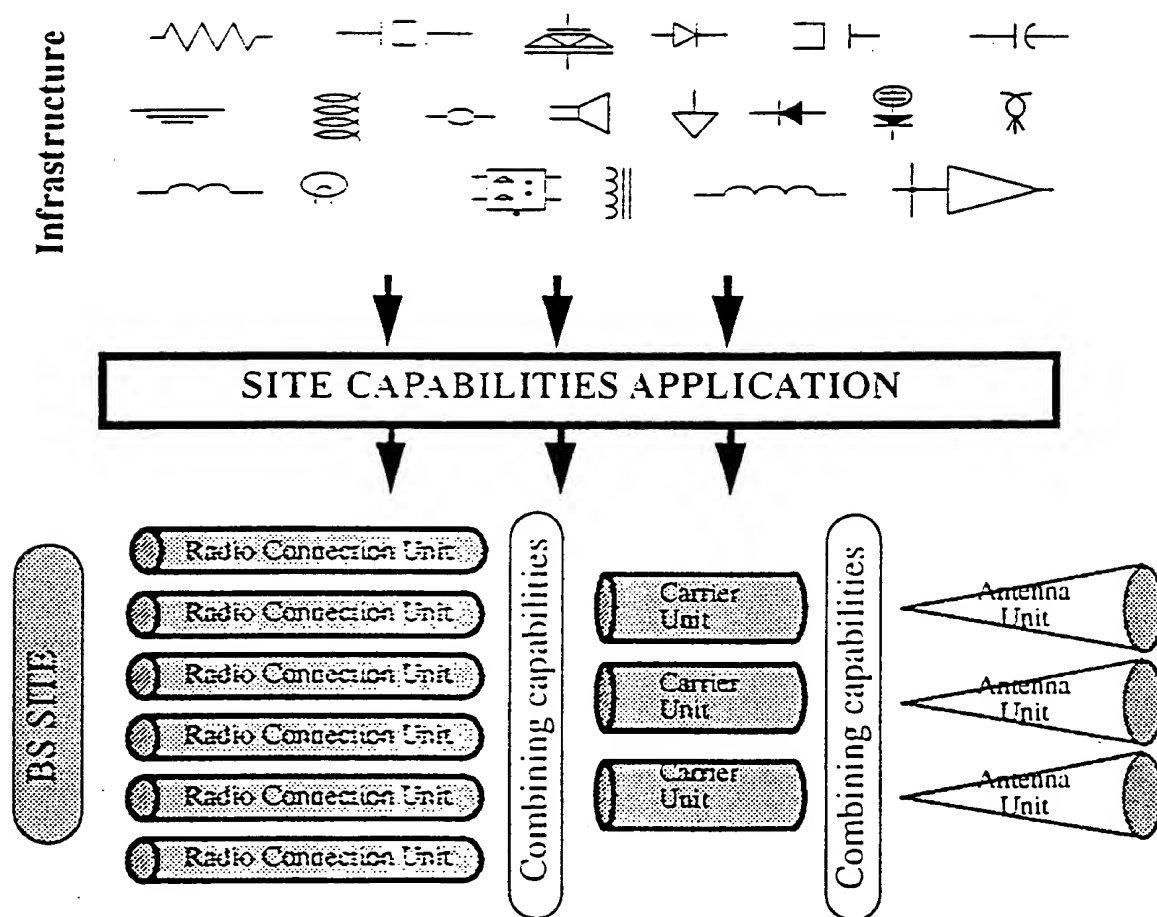 Infrastructure
SITE CAPABILITIES APPLICATION
BS SITE
Radio Connection Unit
Radio Connection Unit
Radio Connection Unit
Radio Connection Unit
Radio Connection Unit
Radio Connection Unit
Combining capabilities
Carrier
Unit
Carrier
Unit
Carrier
Unit
Combining capabilities
Antenna
Unit
Antenna
Unit
Antenna
Unit